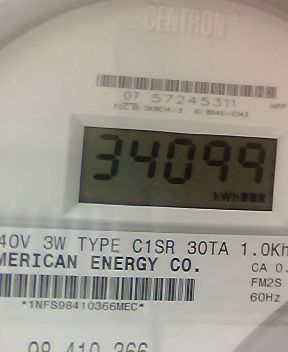 CENTRON®
07 57245311
34099
kWh
40V 3W TYPE C1SR 30TA 1.0Kh
MERICAN ENERGY CO.
CA 0.
FM2S
60Hz
*1NFS98410366MEC*
98 410 366